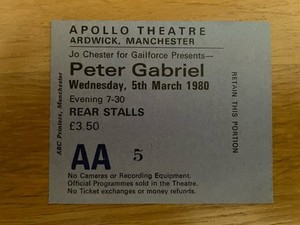 APOLLO THEATRE
ARDWICK, MANCHESTER
Jo Chester for Gailforce Presents—
Peter Gabriel
Wednesday, 5th March 1980
Evening 7-30
REAR STALLS
£3.50
AA 5
No Cameras or Recording Equipment.
Official Programmes sold in the Theatre.
No Ticket exchanges or money refunds.
ABC Printers, Manchester
RETAIN THIS PORTION